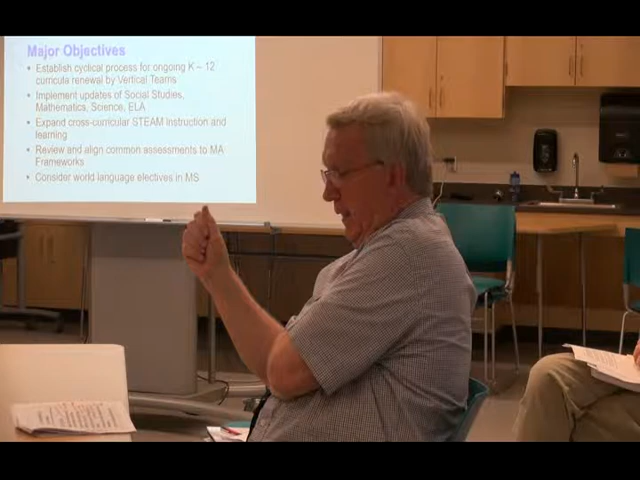 Major Objectives
• Establish cyclical process for ongoing K – 12
curricula renewal by Vertical Teams
• Implement updates of Social Studies,
Mathematics, Science, ELA
• Expand cross-curricular STEAM instruction and
learning
• Review and align common assessments to MA
Frameworks
• Consider world language electives in MS